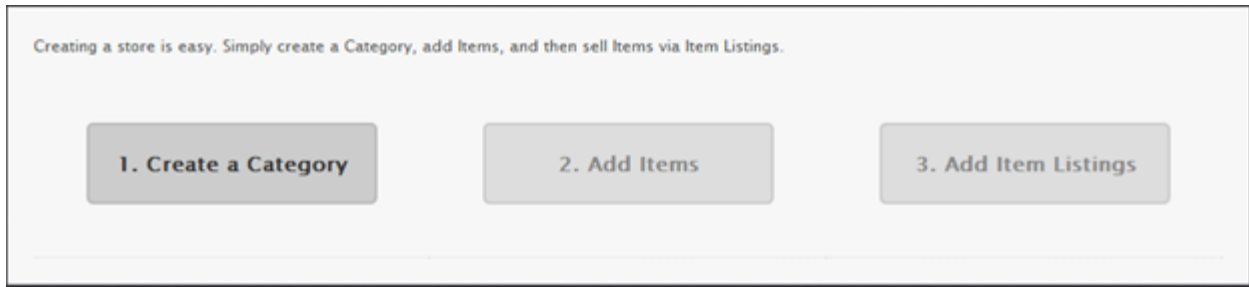 Creating a store is easy. Simply create a Category, add Items, and then sell Items via Item Listings.
1. Create a Category
2. Add Items
3. Add Item Listings